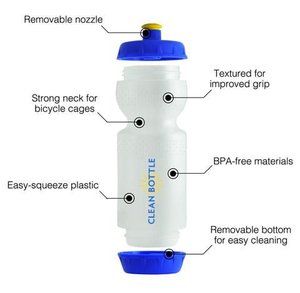 Removable nozzle
Textured for
improved grip
Strong neck for
bicycle cages
BPA-free materials
Easy-squeeze plastic
CLEAN BOTTLE
Removable bottom
for easy cleaning